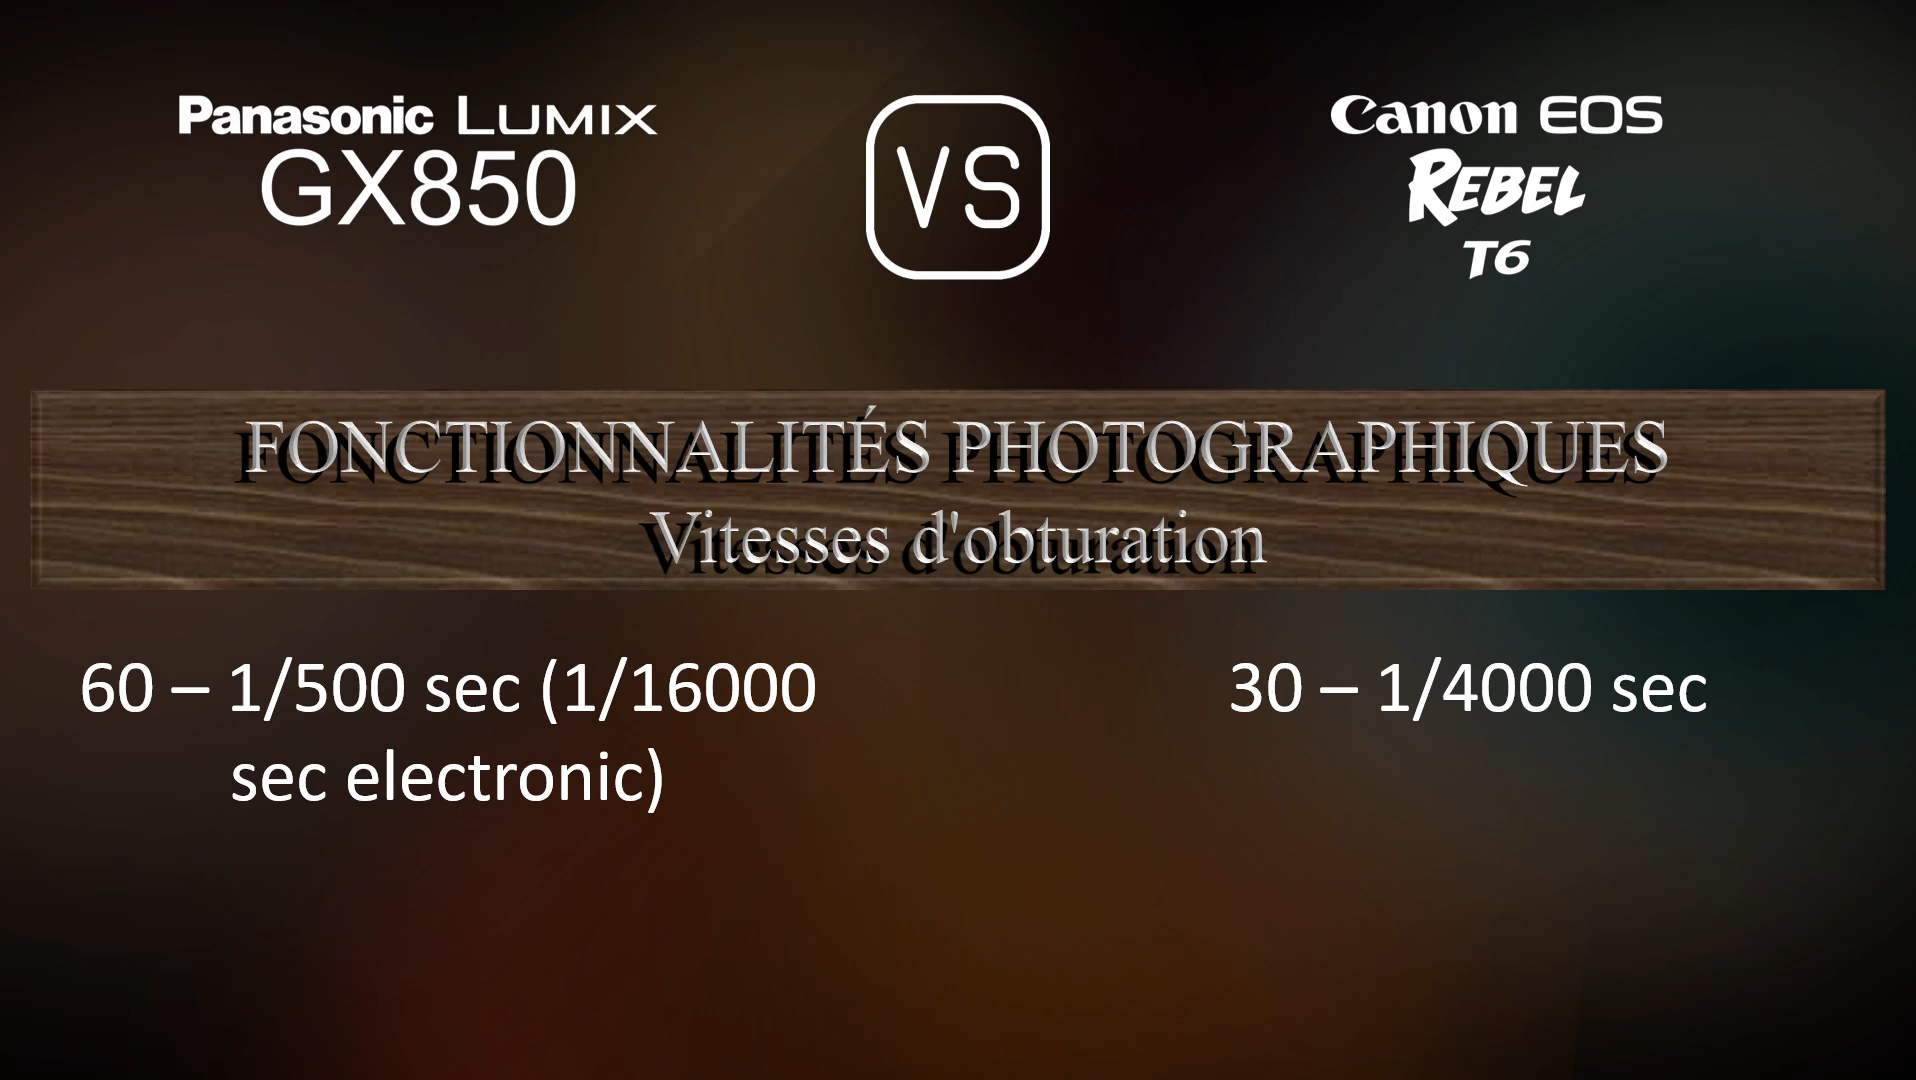 Panasonic LUMIX
GX850
VS
Canon EOS
REBEL
T6
FONCTIONNALITÉS PHOTOGRAPHIQUES
Vitesses d'obturation
60 – 1/500 sec (1/16000
sec electronic)
30 – 1/4000 sec